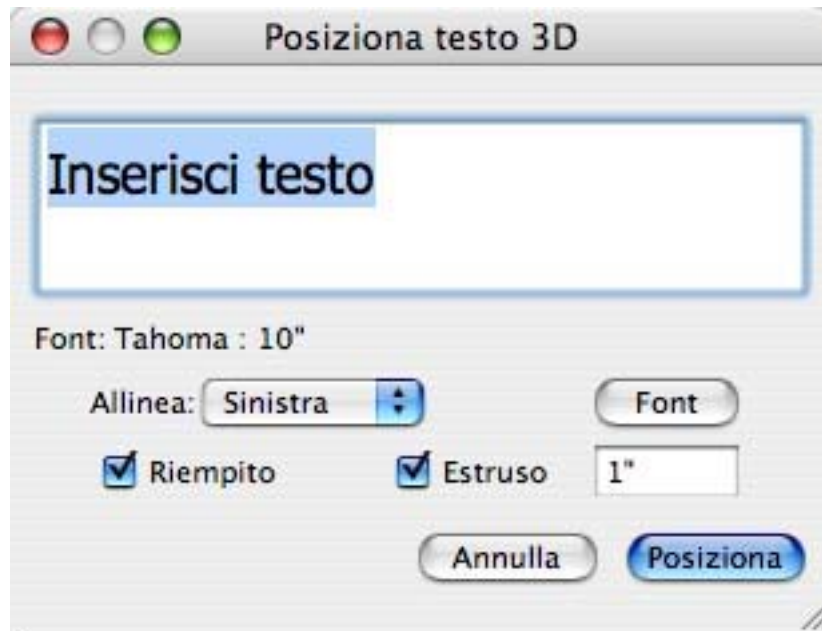 Posiziona testo 3D
Inserisci testo
Font: Tahoma : 10"
Allinea: Sinistra Font
Riempito Estruso 1"
Annulla Posiziona